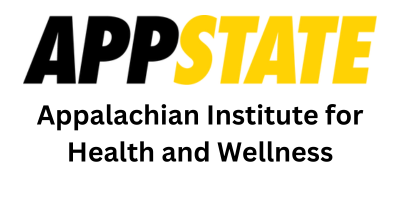 APPSTATE
Appalachian Institute for
Health and Wellness